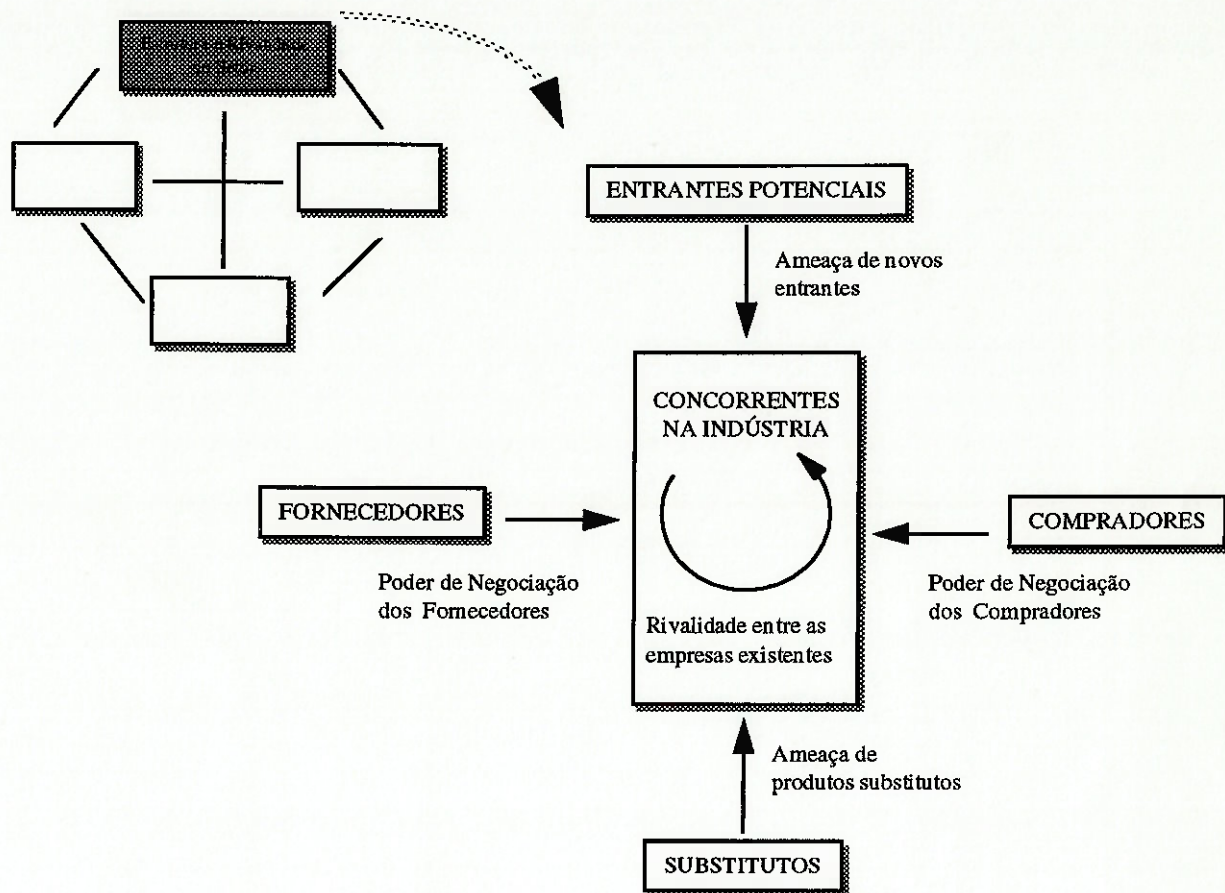 ENTRANTES POTENCIAIS
Ameaça de novos
entrantes
CONCORRENTES
NA INDÚSTRIA
FORNECEDORES
COMPRADORES
Poder de Negociação
dos Fornecedores
Poder de Negociação
dos Compradores
Rivalidade entre as
empresas existentes
Ameaça de
produtos substitutos
SUBSTITUTOS